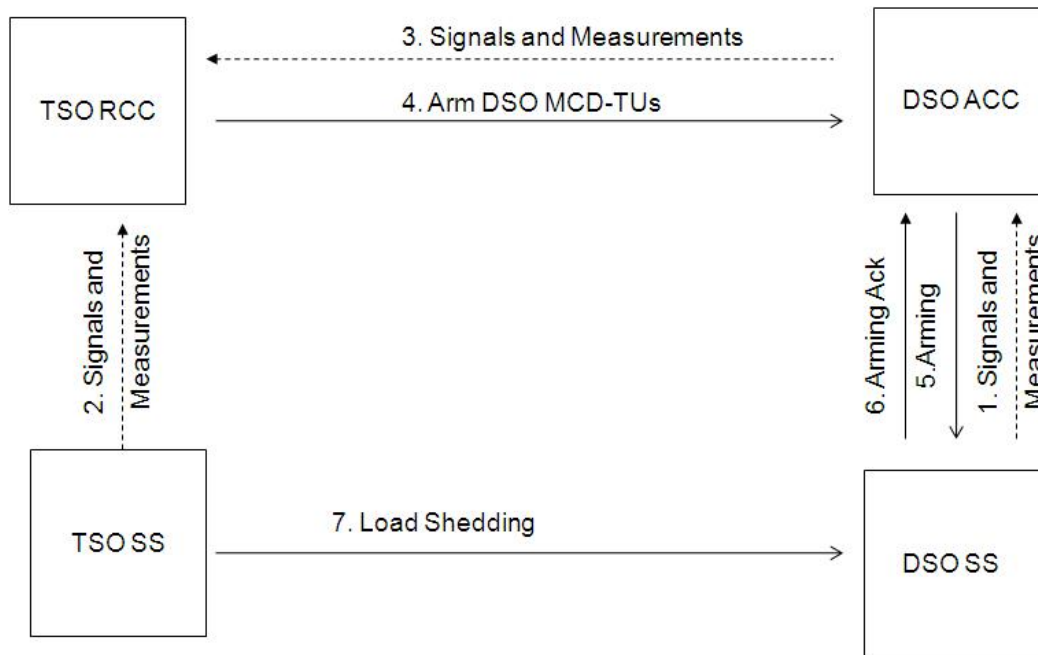 3. Signals and Measurements
TSO RCC
4. Arm DSO MCD-TUs
DSO ACC
2. Signals and
Measurements
6. Arming Ack
5.Arming
1. Signals and
Measurements
TSO SS
7. Load Shedding
DSO SS